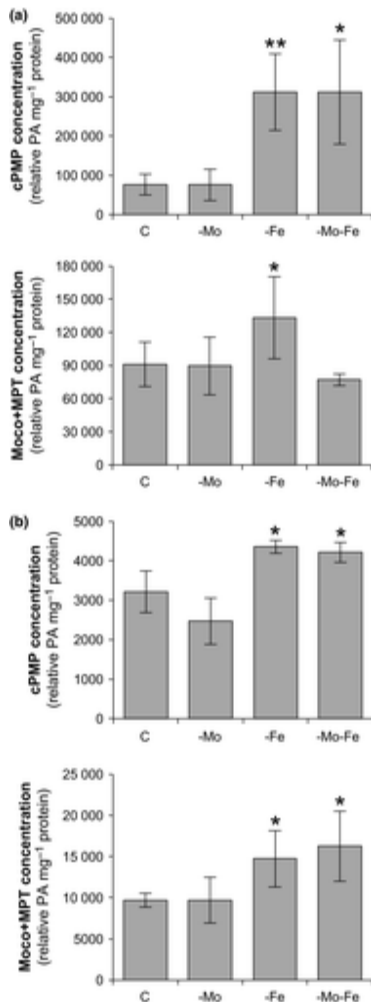 (a)
cPMP concentration
(relative PA mg⁻¹ protein)
500 000
400 000
300 000
200 000
100 000
0
** *
C -Mo -Fe -Mo-Fe
Moco+MPT concentration
(relative PA mg⁻¹ protein)
180 000
150 000
120 000
90 000
60 000
30 000
0
*
C -Mo -Fe -Mo-Fe
(b)
cPMP concentration
(relative PA mg⁻¹ protein)
5000
4000
3000
2000
1000
0
* *
C -Mo -Fe -Mo-Fe
Moco+MPT concentration
(relative PA mg⁻¹ protein)
25 000
20 000
15 000
10 000
5000
0
* *
C -Mo -Fe -Mo-Fe